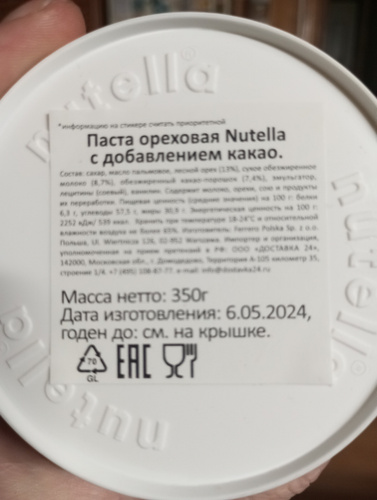 nutella®
*информацию на стикере считать приоритетной
Паста ореховая Nutella
с добавлением какао.
Состав: сахар, масло пальмовое, лесной орех (13%), сухое обезжиренное
молоко (8,7%), обезжиренный какао-порошок (7,4%), эмульгатор,
лецитины (соевый), ванилин. Содержит молоко, орехи, сою и продукты
их переработки. Пищевая ценность (средние значения) на 100 г: белки
6,3 г, углеводы 57,5 г, жиры 30,9 г. Энергетическая ценность на 100 г:
2252 кДж/ 539 ккал. Хранить при температуре 18-24°C и относительной
влажности воздуха не более 65%. Изготовитель: Ferrero Polska Sp. z o.o.
Польша, Ul. Wiertnicza 126, 02-952 Warszawa. Импортер и организация,
уполномоченная на прием претензий в РФ: ООО «ДОСТАВКА 24»,
142000, Московская обл., г. Домодедово, Территория А-105 километр 35,
строение 1/4. +7 (495) 108-67-77. e-mail: info@dostavka24.ru
Масса нетто: 350г
Дата изготовления: 6.05.2024,
годен до: см. на крышке.
70
GL
EAC
nutella®
nutella
nutella